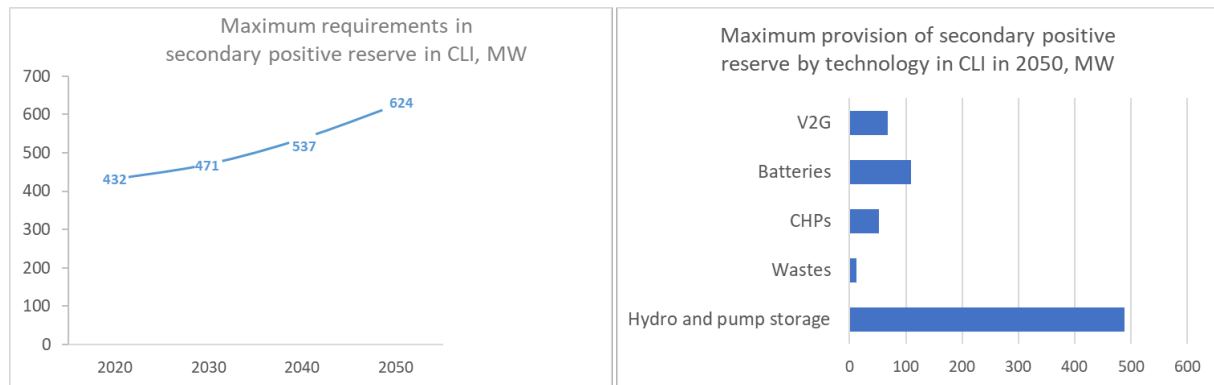 Maximum requirements in
secondary positive reserve in CLI, MW
700
600
500
400
300
200
100
0
432
471
537
624
2020 2030 2040 2050
Maximum provision of secondary positive
reserve by technology in CLI in 2050, MW
V2G
Batteries
CHPs
Wastes
Hydro and pump storage
0 100 200 300 400 500 600